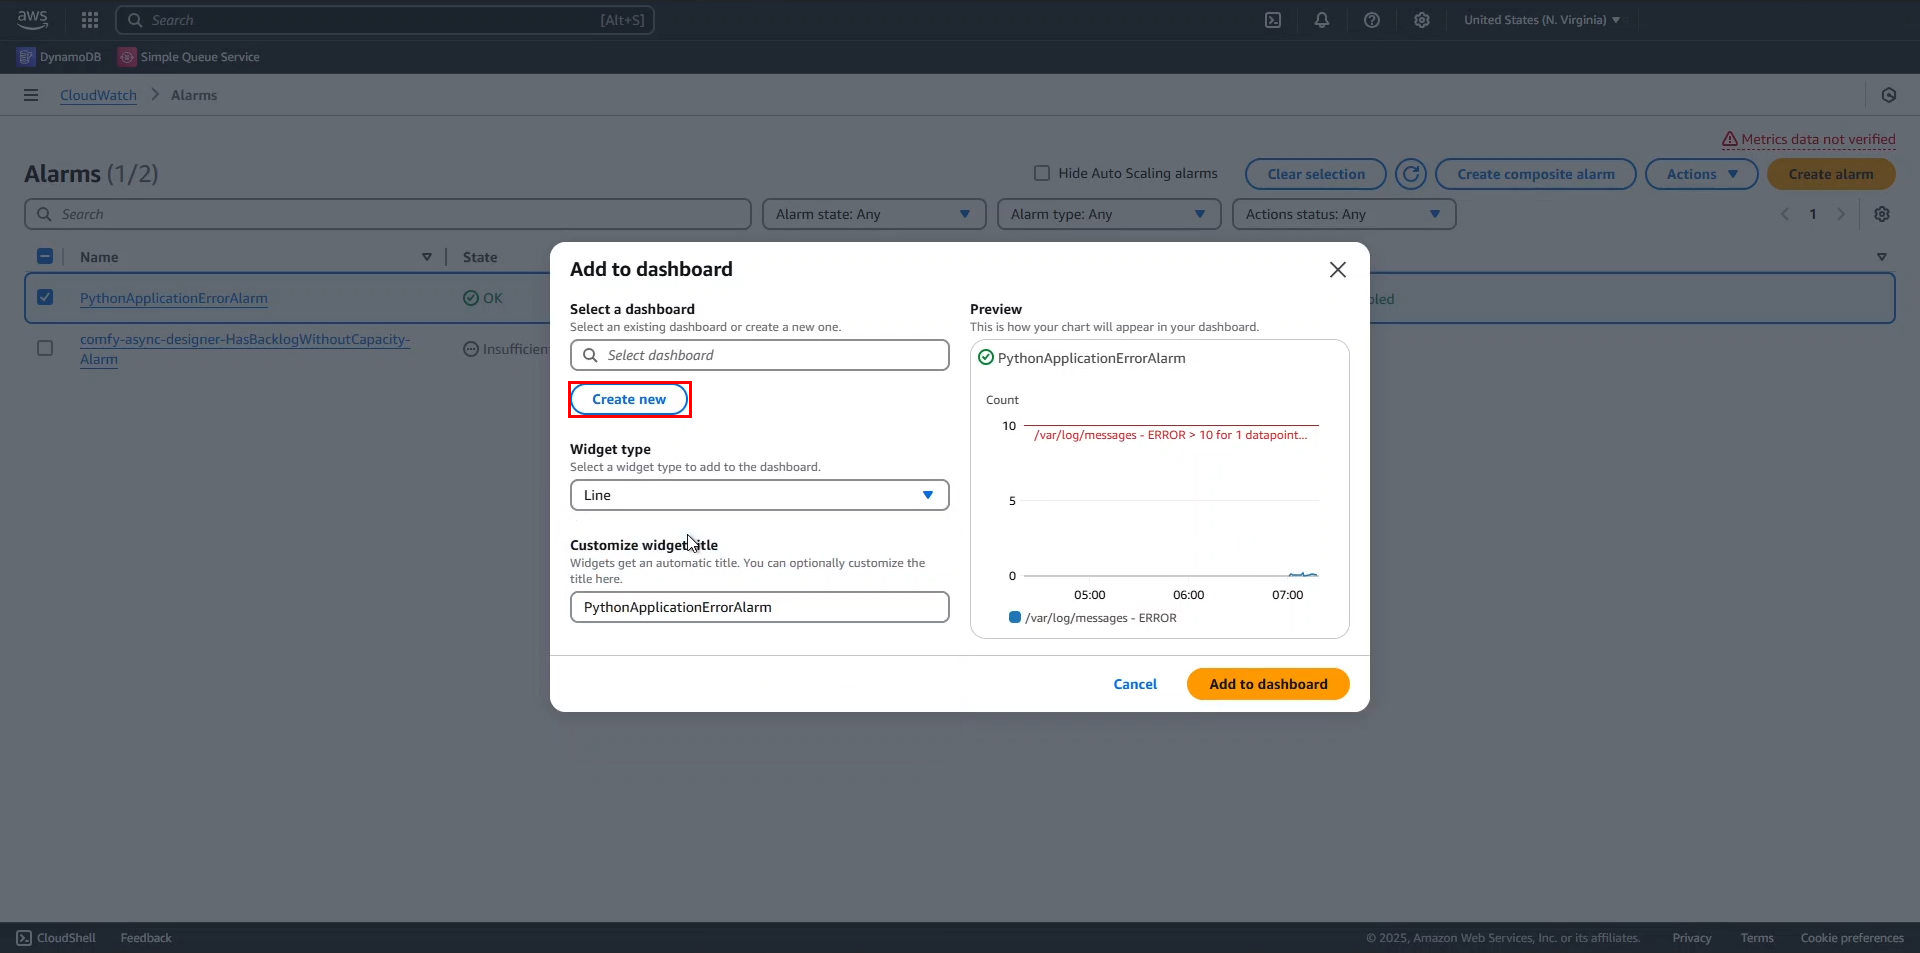 aws
Search
[Alt+S]
United States (N. Virginia)
DynamoDB
Simple Queue Service
CloudWatch
Alarms
Metrics data not verified
Alarms (1/2)
Hide Auto Scaling alarms
Clear selection
Create composite alarm
Actions
Create alarm
Search
Alarm state: Any
Alarm type: Any
Actions status: Any
1
Name
State
PythonApplicationErrorAlarm
OK
comfy-async-designer-HasBacklogWithoutCapacity-
Alarm
Add to dashboard
Select a dashboard
Select an existing dashboard or create a new one.
Select dashboard
Create new
Widget type
Select a widget type to add to the dashboard.
Line
Customize widget title
Widgets get an automatic title. You can optionally customize the
title here.
PythonApplicationErrorAlarm
Preview
This is how your chart will appear in your dashboard.
PythonApplicationErrorAlarm
Count
10
/var/log/messages - ERROR > 10 for 1 datapoint...
5
0
05:00
06:00
07:00
/var/log/messages - ERROR
Cancel
Add to dashboard
CloudShell
Feedback
© 2025, Amazon Web Services, Inc. or its affiliates.
Privacy
Terms
Cookie preferences